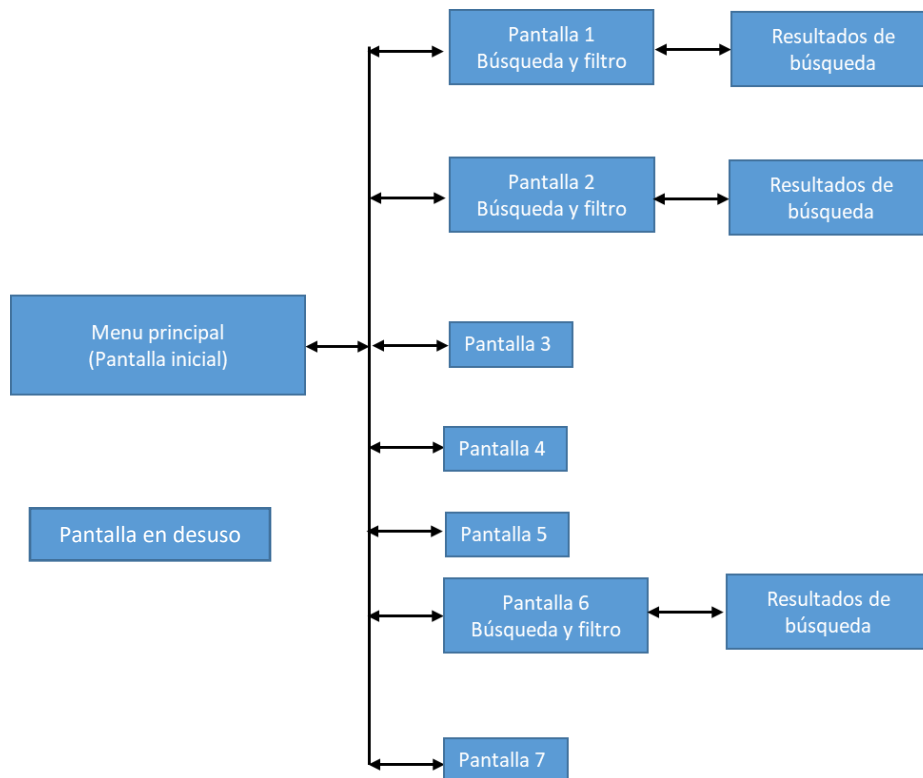 Pantalla 1
Búsqueda y filtro
Resultados de
búsqueda
Pantalla 2
Búsqueda y filtro
Resultados de
búsqueda
Menu principal
(Pantalla inicial)
Pantalla 3
Pantalla 4
Pantalla en desuso
Pantalla 5
Pantalla 6
Búsqueda y filtro
Resultados de
búsqueda
Pantalla 7